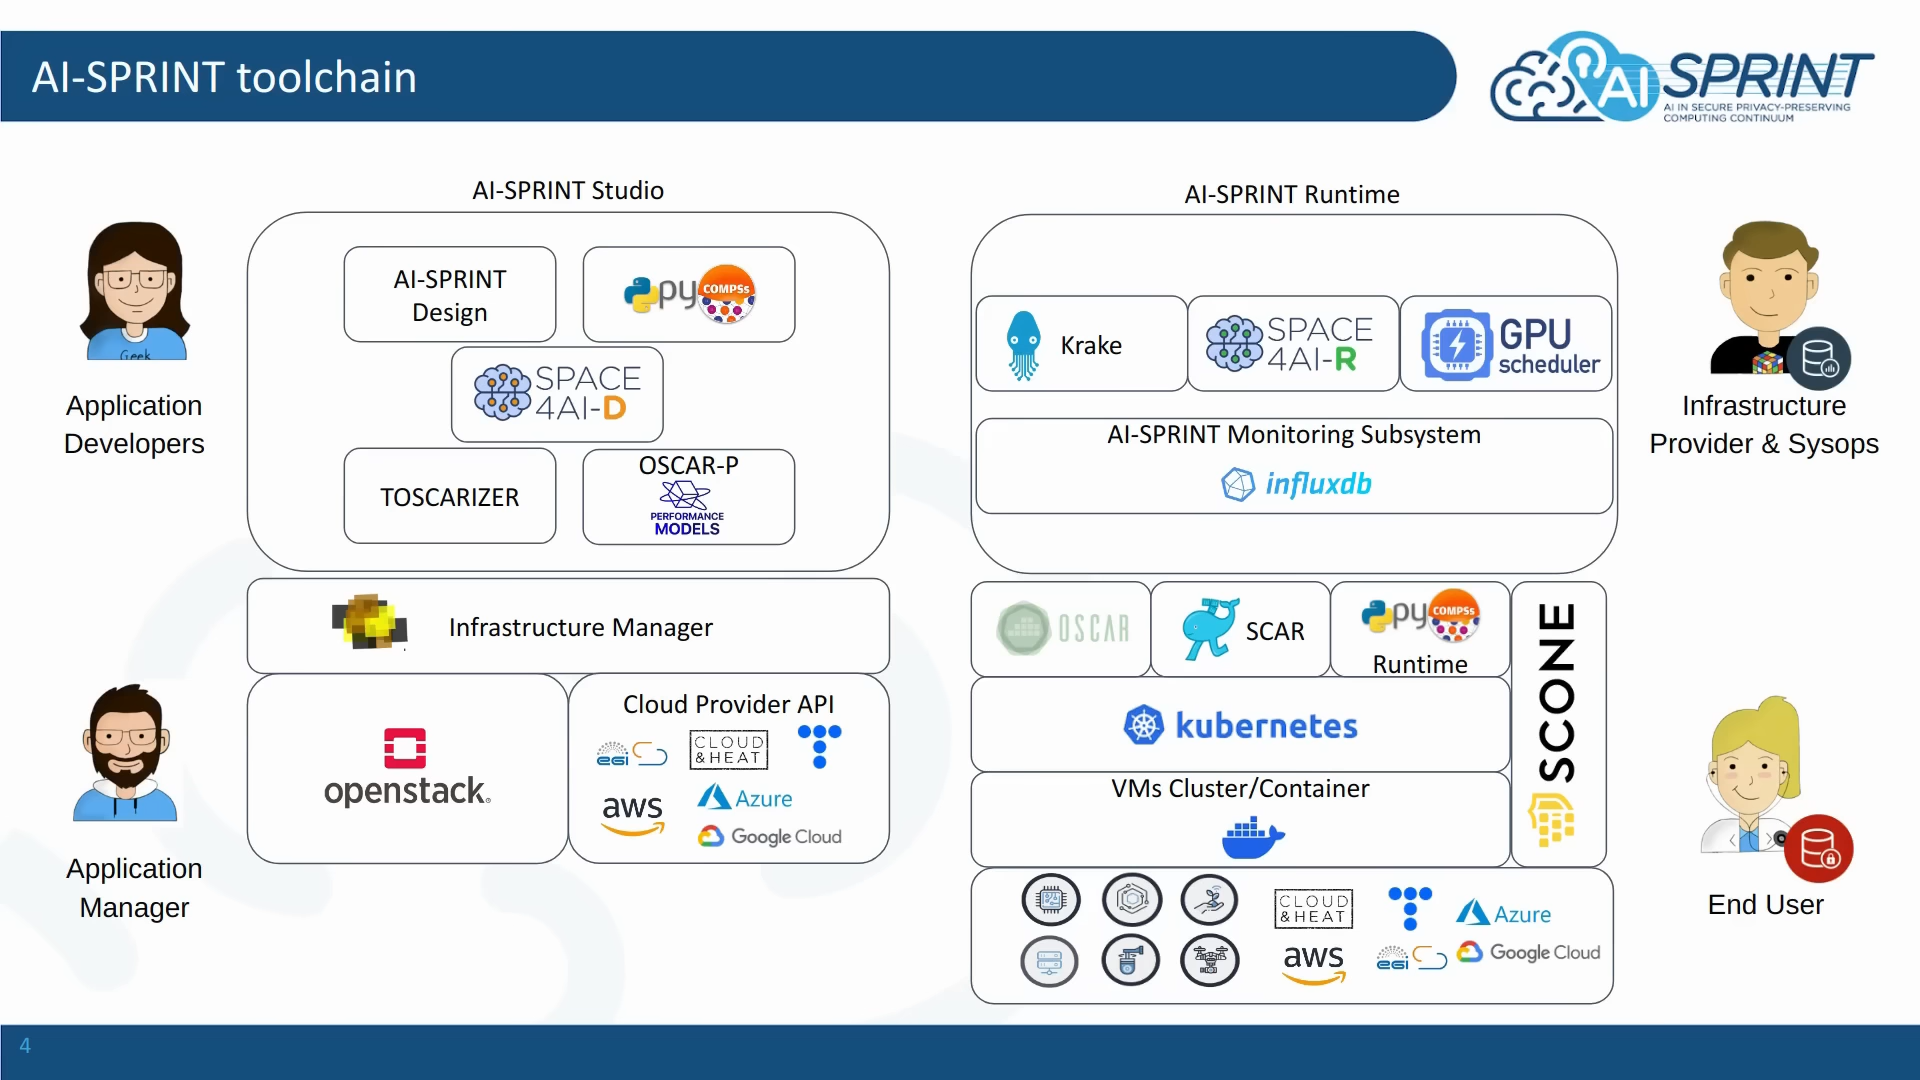 AI-SPRINT toolchain
AI SPRINT
AI IN SECURE PRIVACY-PRESERVING
COMPUTING CONTINUUM
AI-SPRINT Studio
AI-SPRINT
Design
py COMPSs
SPACE
4AI-D
TOSCARIZER
OSCAR-P
PERFORMANCE
MODELS
Geek
Application
Developers
Infrastructure Manager
openstack.
Cloud Provider API
eGI
CLOUD
&HEAT
aws
Azure
Google Cloud
Application
Manager
AI-SPRINT Runtime
Krake
SPACE
4AI-R
GPU
scheduler
AI-SPRINT Monitoring Subsystem
influxdb
Infrastructure
Provider & Sysops
OSCAR
SCAR
py COMPSs
Runtime
SCONE
kubernetes
VMs Cluster/Container
CLOUD
&HEAT
Azure
aws
eGI
Google Cloud
End User
4